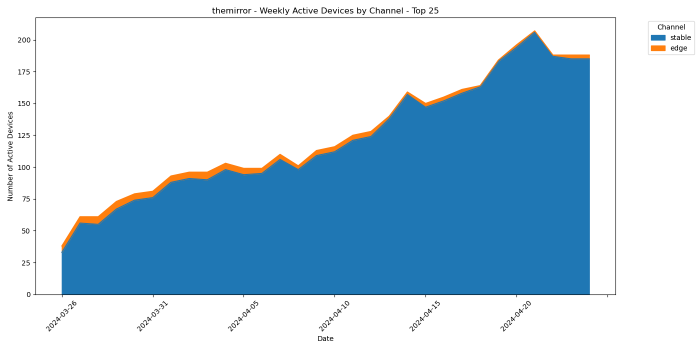 themirror - Weekly Active Devices by Channel - Top 25
Number of Active Devices
200
175
150
125
100
75
50
25
0
2024-03-26
2024-03-31
2024-04-05
2024-04-10
2024-04-15
2024-04-20
Date
Channel
stable
edge